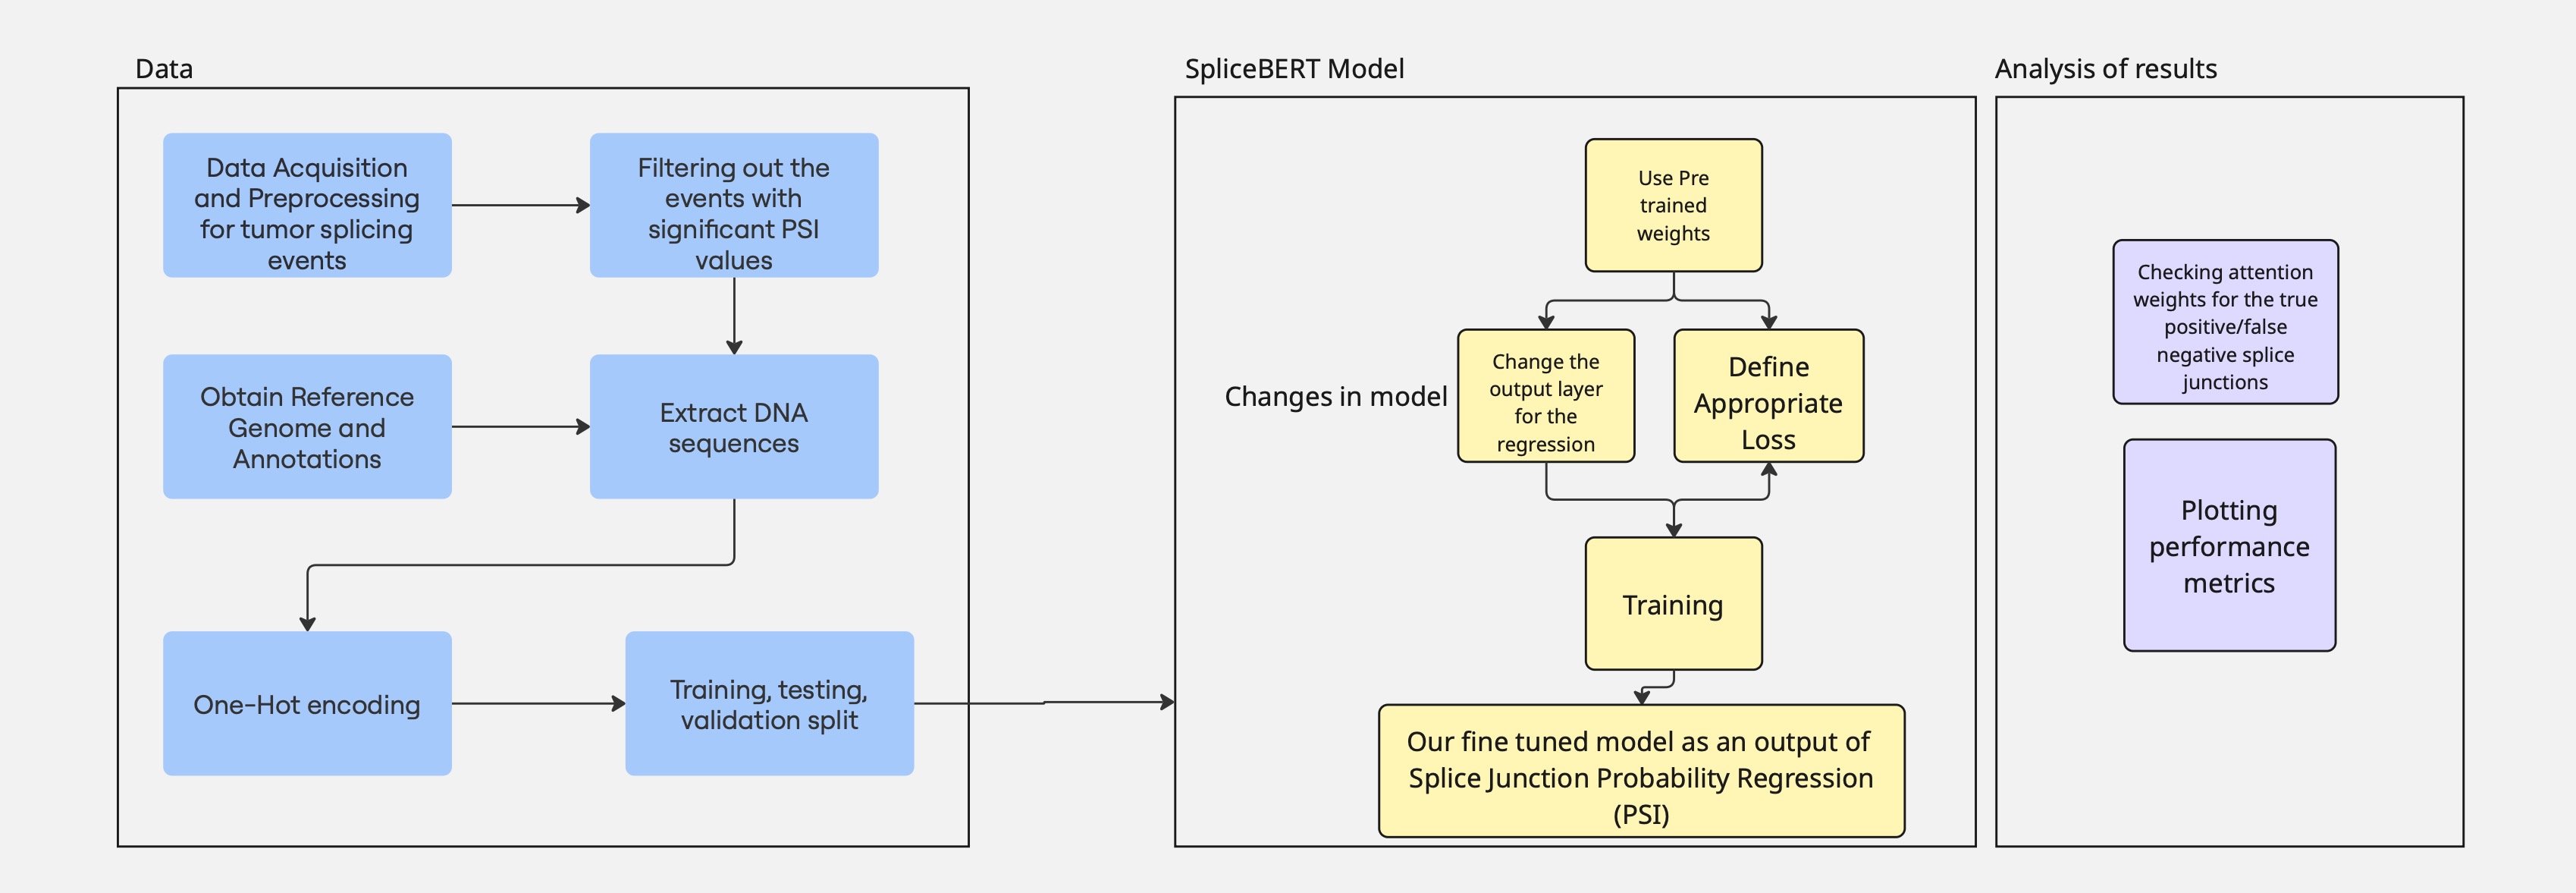 Data
Data Acquisition
and Preprocessing
for tumor splicing
events
Filtering out the
events with
significant PSI
values
Obtain Reference
Genome and
Annotations
Extract DNA
sequences
One-Hot encoding
Training, testing,
validation split
SpliceBERT Model
Use Pre
trained
weights
Changes in model
Change the
output layer
for the
regression
Define
Appropriate
Loss
Training
Our fine tuned model as an output of
Splice Junction Probability Regression
(PSI)
Analysis of results
Checking attention
weights for the true
positive/false
negative splice
junctions
Plotting
performance
metrics